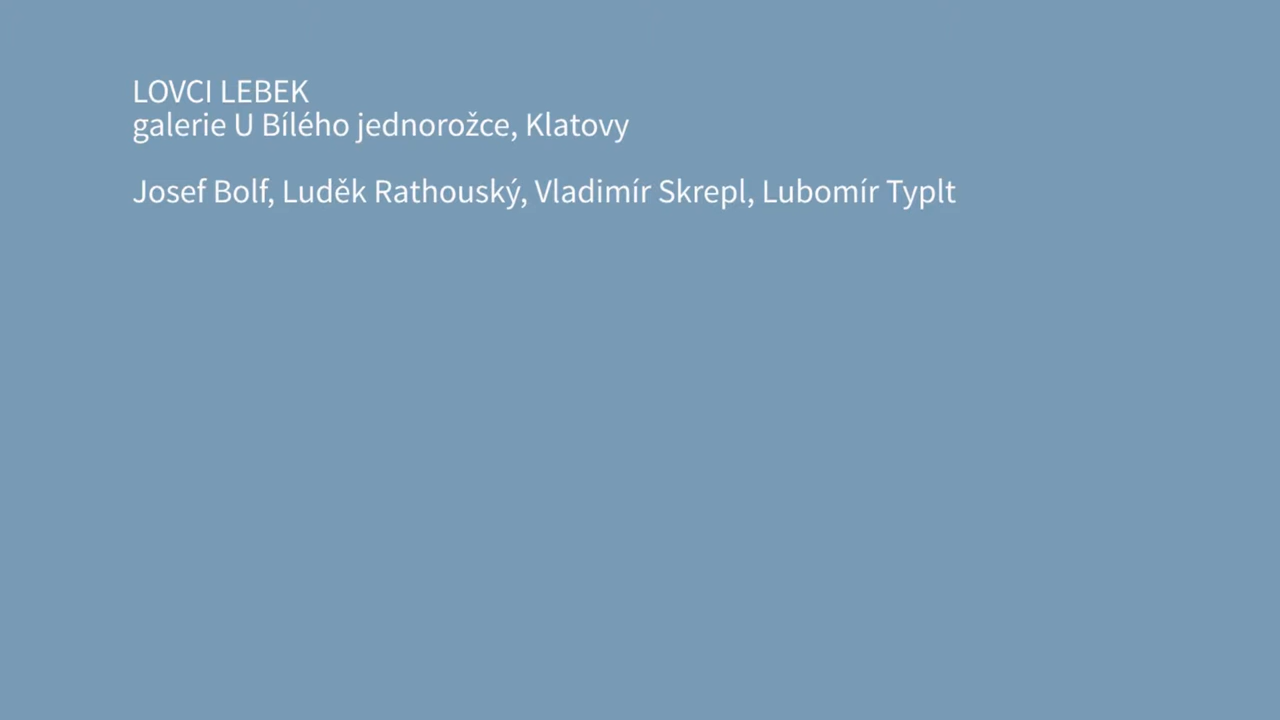 LOVCI LEBEK
galerie U Bílého jednorožce, Klatovy
Josef Bolf, Luděk Rathouský, Vladimír Skrepl, Lubomír Typlt